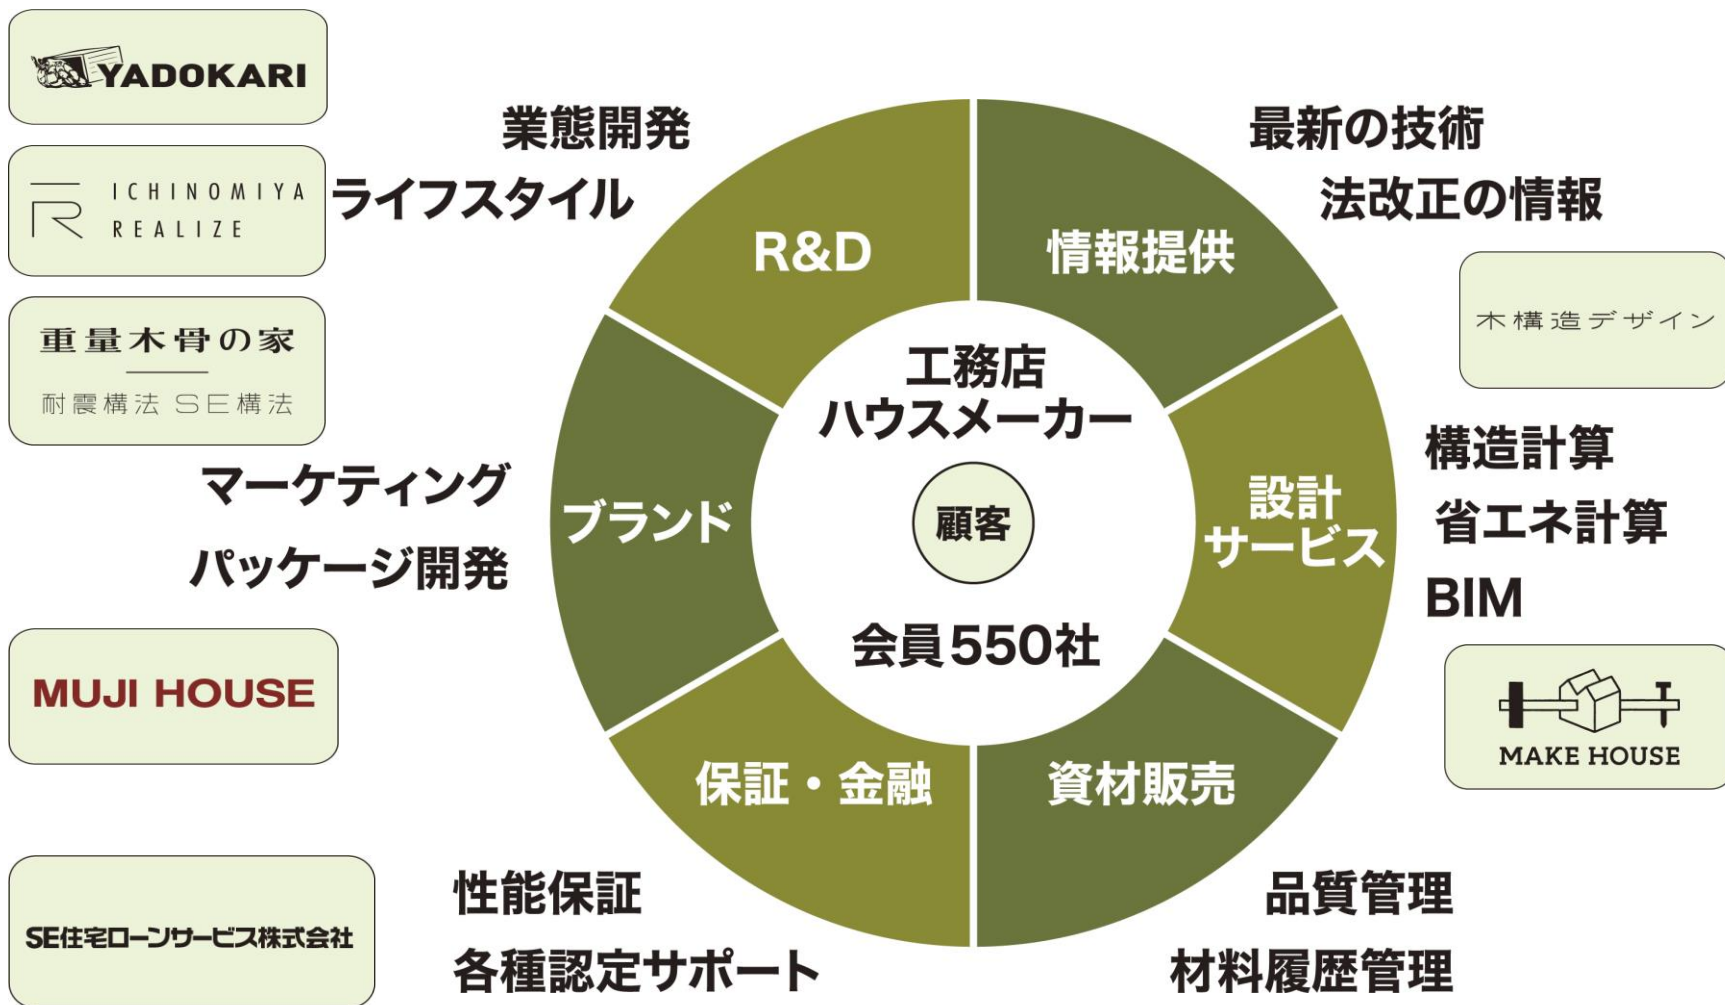 YADOKARI
ICHINOMIYA
REALIZE
重量木骨の家
耐震構法 SE構法
業態開発
ライフスタイル
R&D
情報提供
最新の技術
法改正の情報
木構造デザイン
工務店
ハウスメーカー
顧客
会員550社
マーケティング
パッケージ開発
ブランド
設計
サービス
構造計算
省エネ計算
BIM
MUJI HOUSE
MAKE HOUSE
保証・金融
資材販売
SE住宅ローンサービス株式会社
性能保証
各種認定サポート
品質管理
材料履歴管理